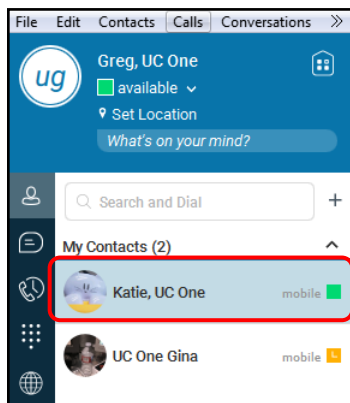 File Edit Contacts Calls Conversations »
ug
Greg, UC One
available
Set Location
What's on your mind?
Search and Dial
+
My Contacts (2)
Katie, UC One mobile
UC One Gina mobile